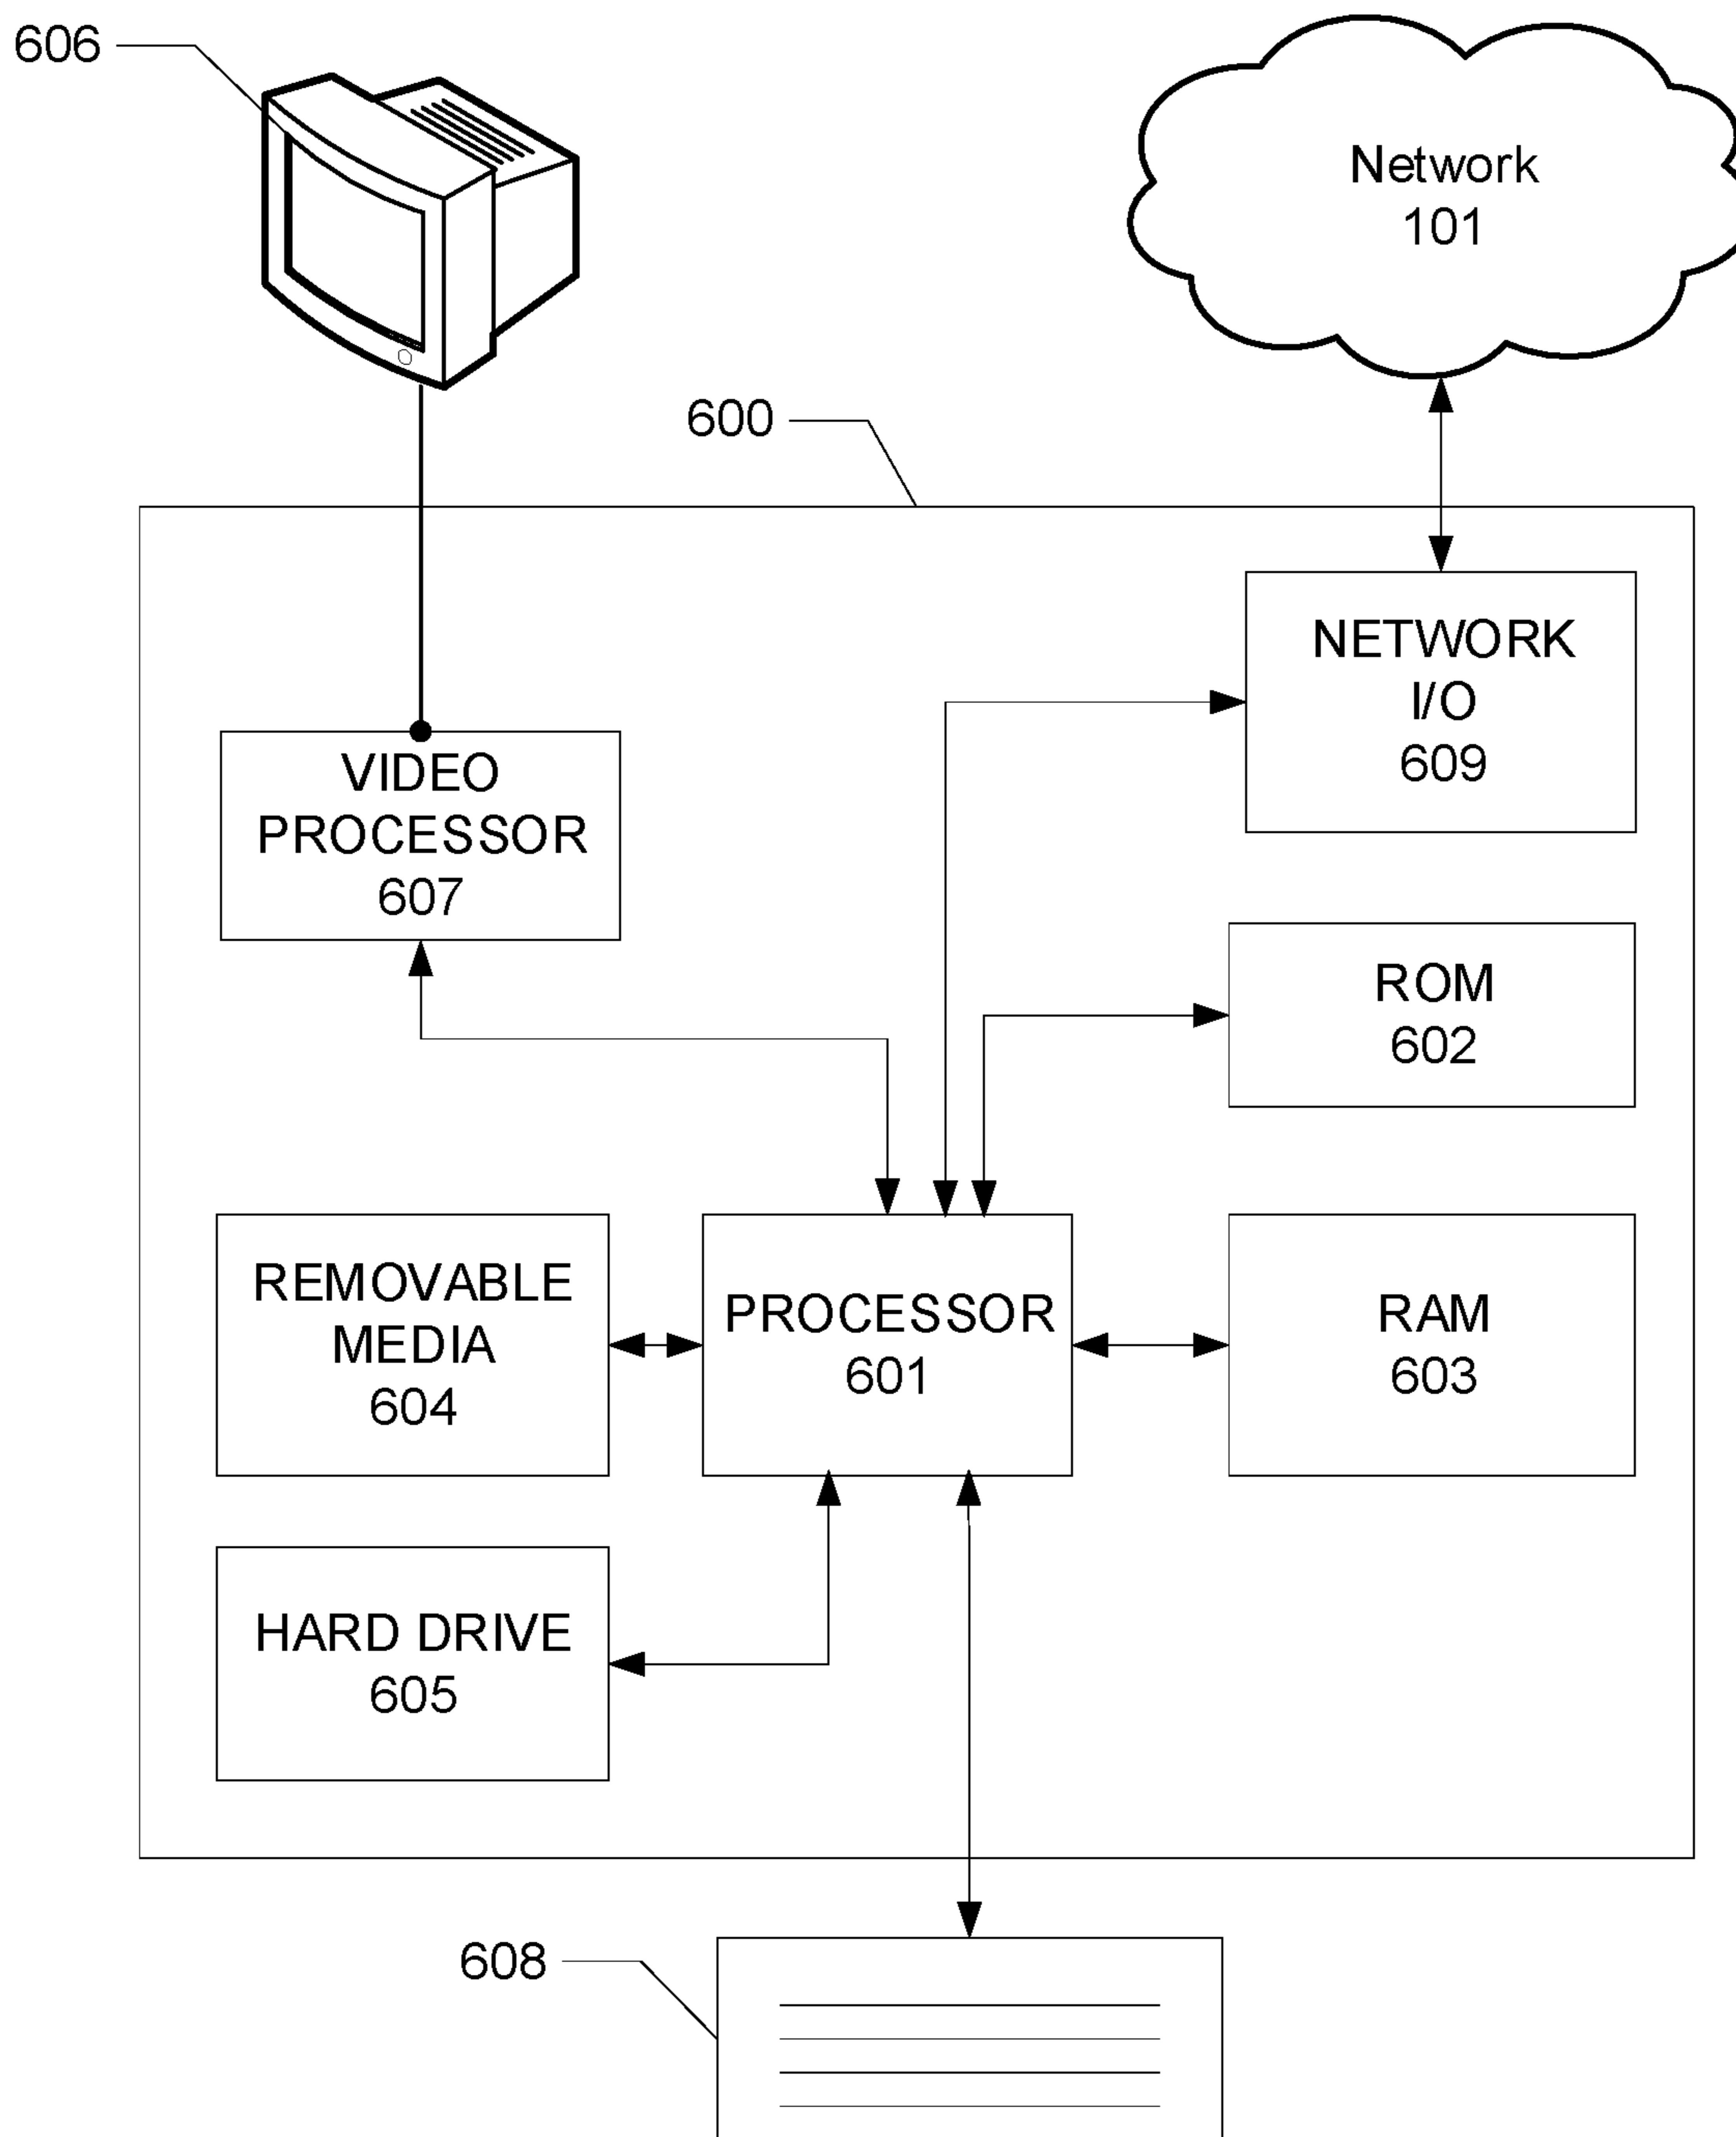 606
Network
101
600
NETWORK
I/O
609
VIDEO
PROCESSOR
607
ROM
602
REMOVABLE
MEDIA
604
PROCESSOR
601
RAM
603
HARD DRIVE
605
608